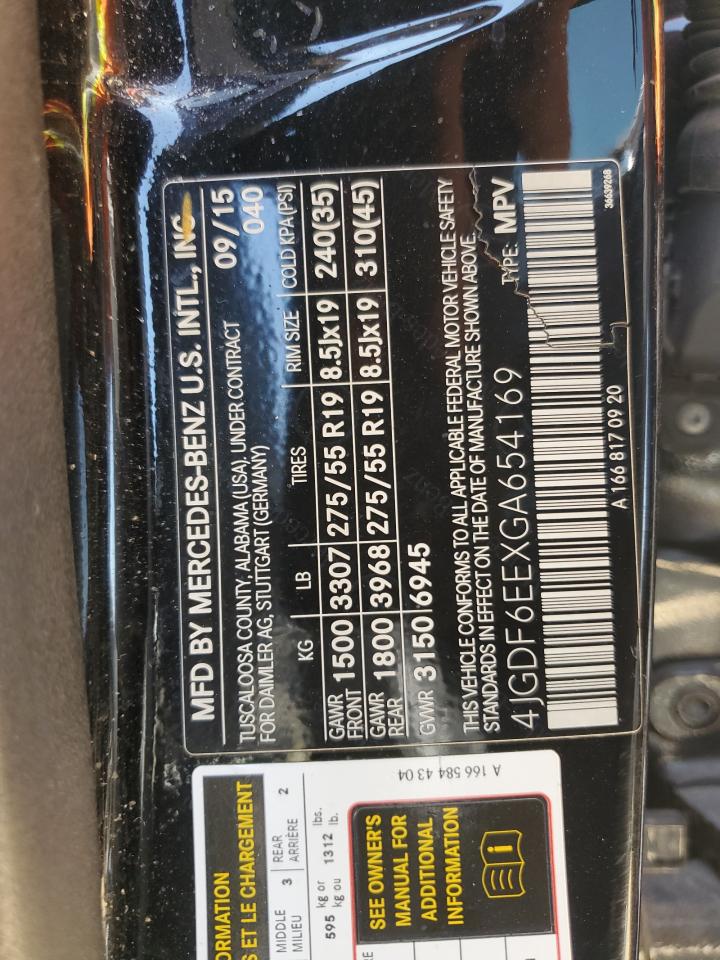 MFD BY MERCEDES-BENZ U.S. INTL., INC
TUSCALOOSA COUNTY, ALABAMA (USA), UNDER CONTRACT 09/15
FOR DAIMLER AG, STUTTGART (GERMANY) 040
KG LB TIRES RIM SIZE COLD KPA (PSI)
GAWR FRONT 1500 3307 275/55 R19 8.5Jx19 240(35)
GAWR REAR 1800 3968 275/55 R19 8.5Jx19 310(45)
GVWR 3150 6945
THIS VEHICLE CONFORMS TO ALL APPLICABLE FEDERAL MOTOR VEHICLE SAFETY
STANDARDS IN EFFECT ON THE DATE OF MANUFACTURE SHOWN ABOVE.
4JGDF6EEXGA654169 TYPE: MPV
A 166 817 09 20
36639268
ORMATION
S ET LE CHARGEMENT
MIDDLE 3 REAR 2
MILIEU ARRIÈRE
595 kg or 1312 lbs.
kg ou lb.
SEE OWNER'S
MANUAL FOR
ADDITIONAL
INFORMATION
A 166 584 43 04